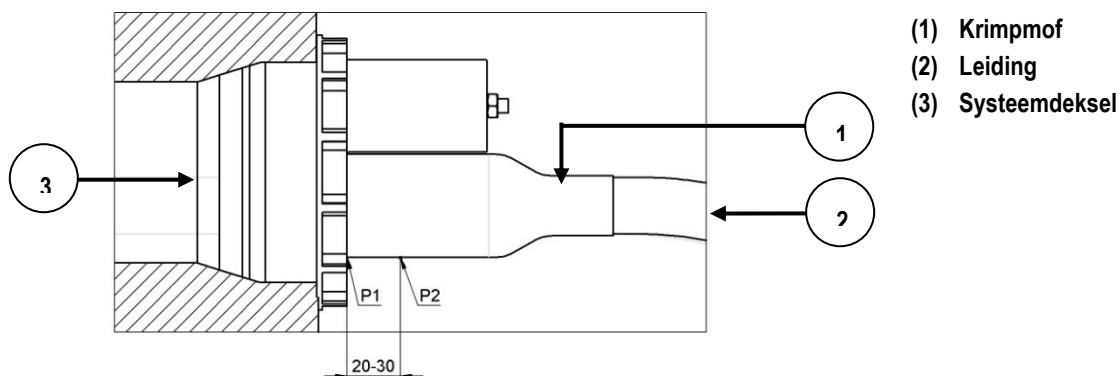 (1) Krimpmof
(2) Leiding
(3) Systeemdeksel
1
3
2
P1 P2
20-30